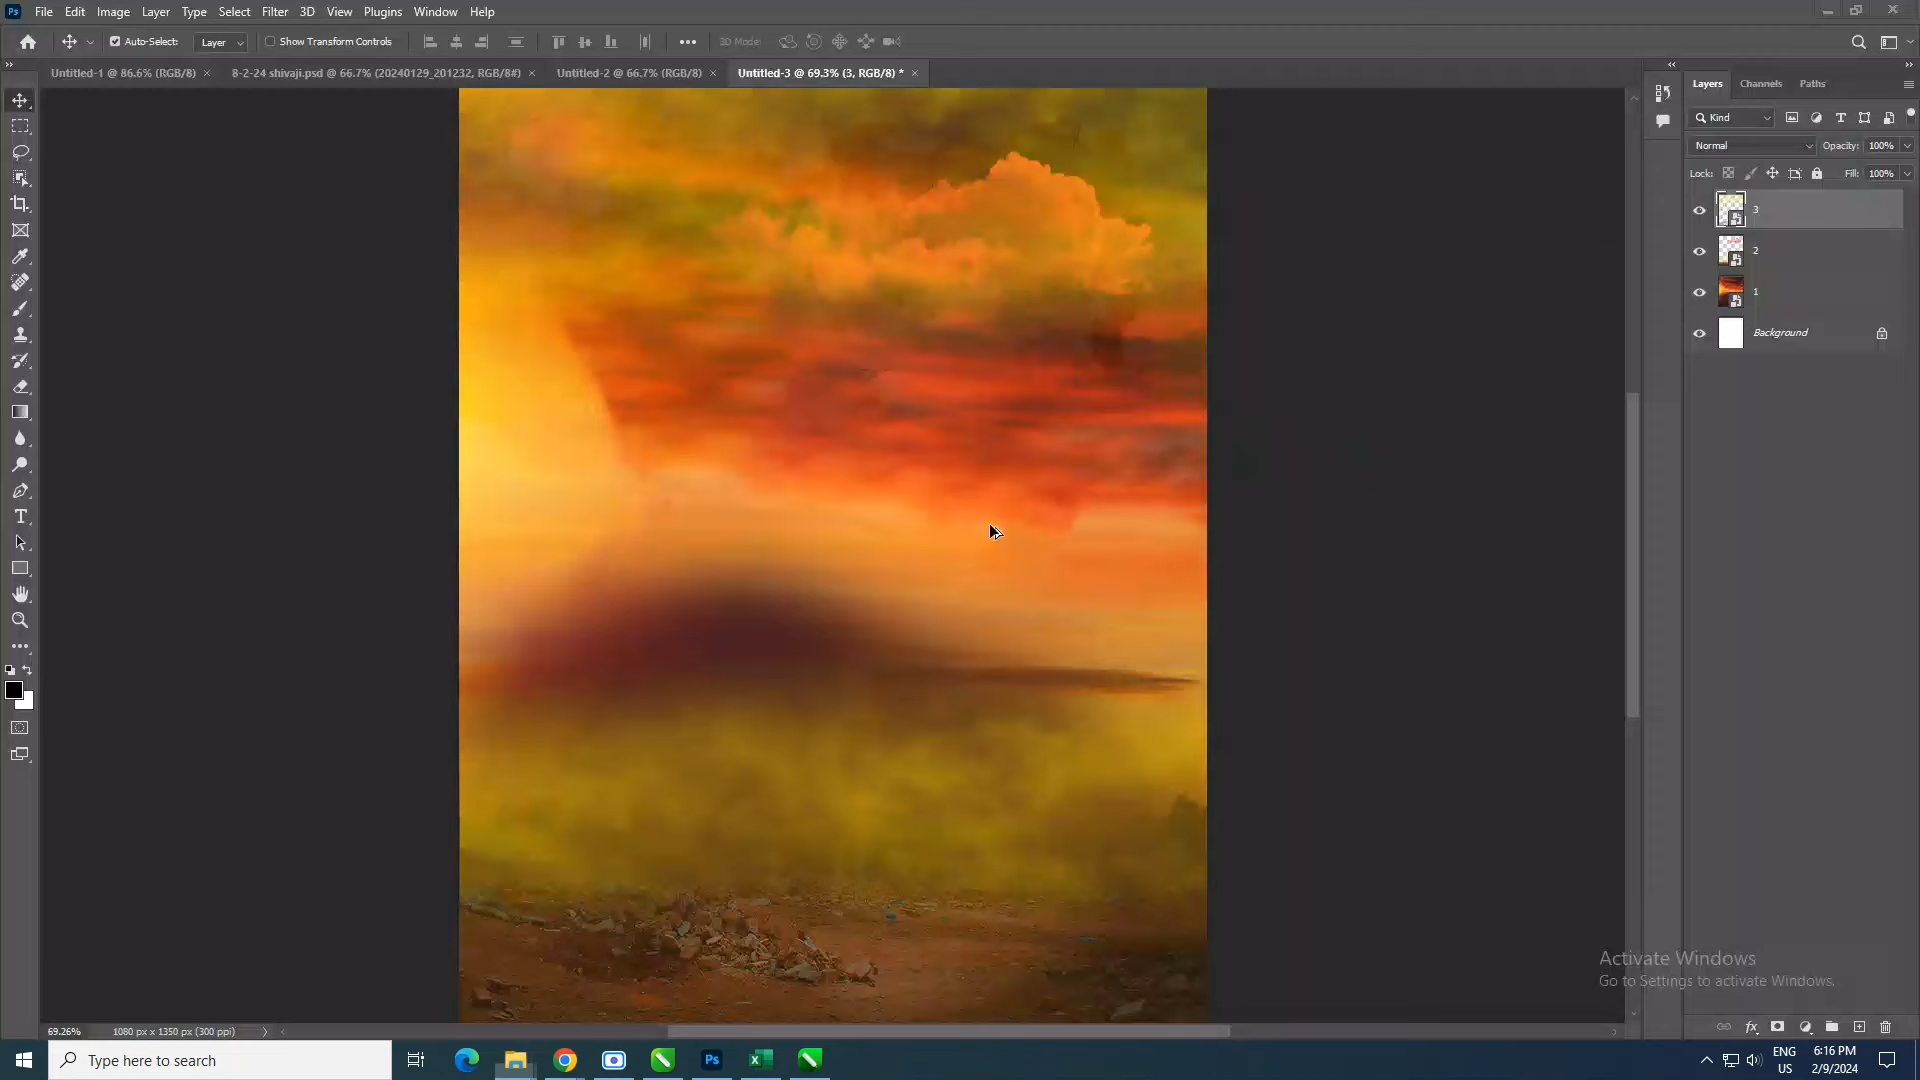 Ps File Edit Image Layer Type Select Filter 3D View Plugins Window Help
Auto-Select: Layer Show Transform Controls 3D Mode:
Untitled-1 @ 86.6% (RGB/8) × 8-2-24 shivaji.psd @ 66.7% (20240129_201232, RGB/8#) × Untitled-2 @ 66.7% (RGB/8) × Untitled-3 @ 69.3% (3, RGB/8) * ×
Layers Channels Paths
Kind
Normal Opacity: 100%
Lock: Fill: 100%
3
2
1
Background
Activate Windows
Go to Settings to activate Windows.
69.26% 1080 px x 1350 px (300 ppi)
Type here to search
Ps
ENG
US
6:16 PM
2/9/2024